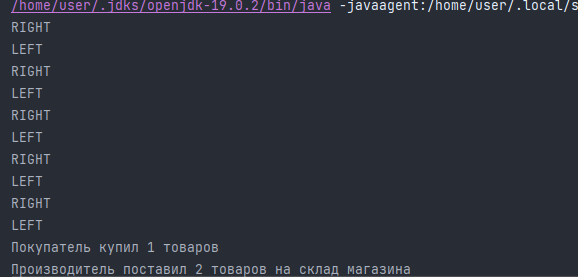 /home/user/.jdks/openjdk-19.0.2/bin/java -javaagent:/home/user/.local/s
RIGHT
LEFT
RIGHT
LEFT
RIGHT
LEFT
RIGHT
LEFT
RIGHT
LEFT
Покупатель купил 1 товаров
Производитель поставил 2 товаров на склад магазина